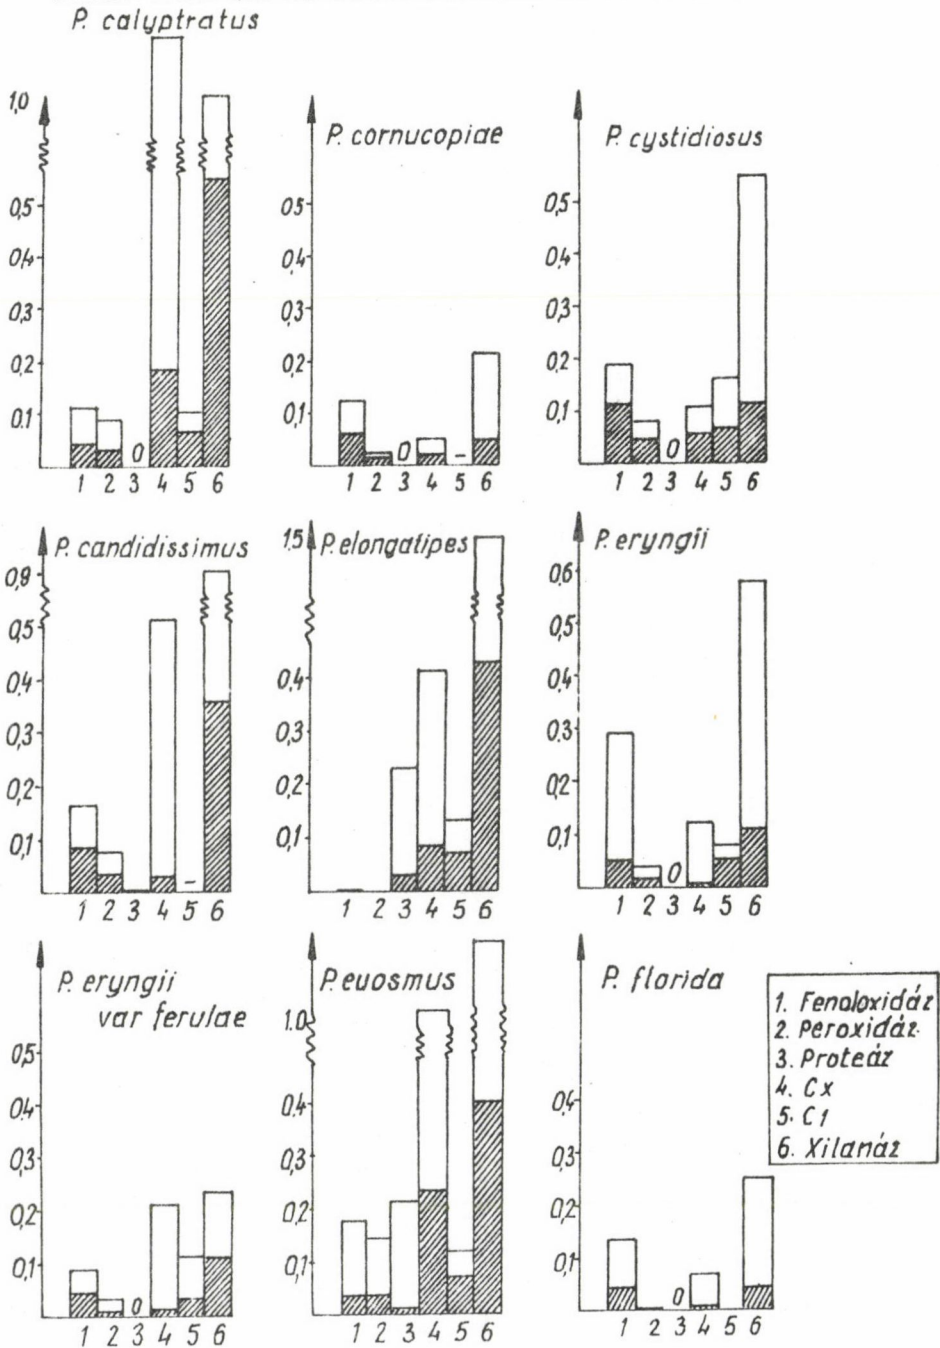 P. calyptratus
1,0
0,5
0,4
0,3
0,2
0,1
0
1 2 3 4 5 6
P. cornucopiae
0,5
0,4
0,3
0,2
0,1
0 -
1 2 3 4 5 6
P. cystidiosus
0,5
0,4
0,3
0,2
0,1
0
1 2 3 4 5 6
P. candidissimus
0,9
0,5
0,4
0,3
0,2
0,1
-
1 2 3 4 5 6
P. elongatipes
1,5
0,4
0,3
0,2
0,1
1 2 3 4 5 6
P. eryngii
0,6
0,5
0,4
0,3
0,2
0,1
0
1 2 3 4 5 6
P. eryngii
var ferulae
0,5
0,4
0,3
0,2
0,1
0
1 2 3 4 5 6
P. euosmus
1.0
0,4
0,3
0,2
0,1
1 2 3 4 5 6
P. florida
0,4
0,3
0,2
0,1
0
1 2 3 4 5 6
1. Fenoloxidáz
2. Peroxidáz
3. Proteáz
4. Cx
5. C1
6. Xilanáz